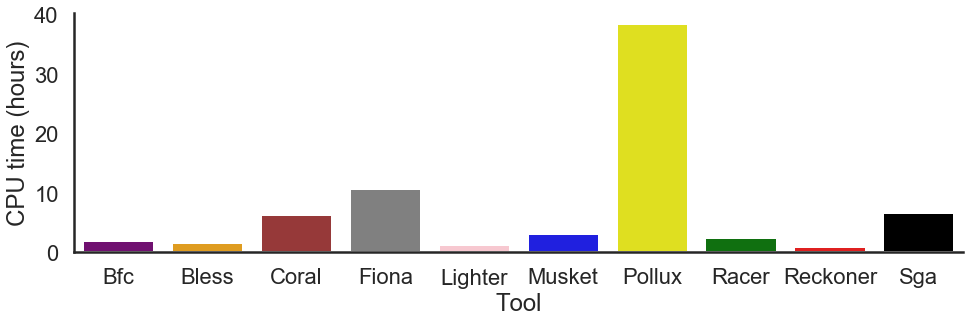 CPU time (hours)
40
30
20
10
0
Bfc Bless Coral Fiona Lighter Musket Pollux Racer Reckoner Sga
Tool